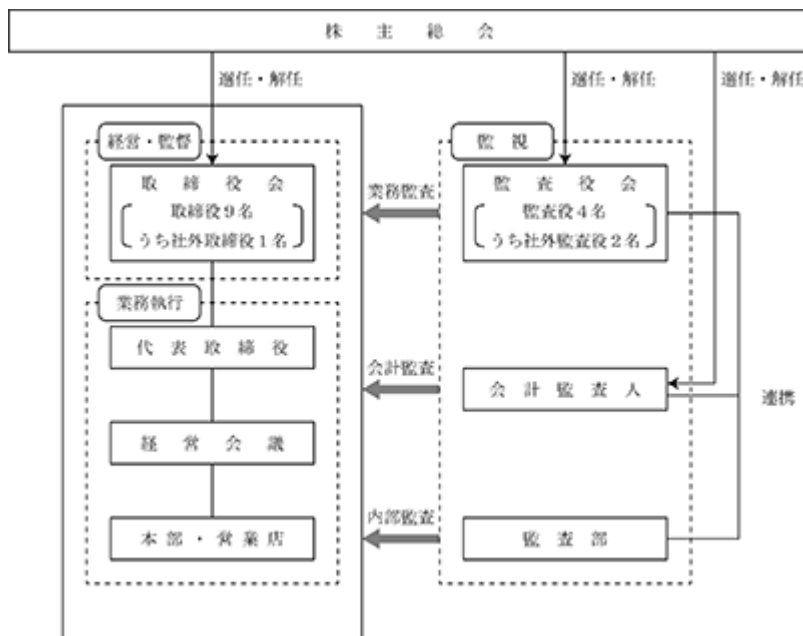 株主総会
選任・解任
選任・解任
選任・解任
経営・監督
監視
取締役会
取締役9名
うち社外取締役1名
業務監査
監査役会
監査役4名
うち社外監査役2名
業務執行
代表取締役
会計監査
会計監査人
連携
経営会議
本部・営業店
内部監査
監査部